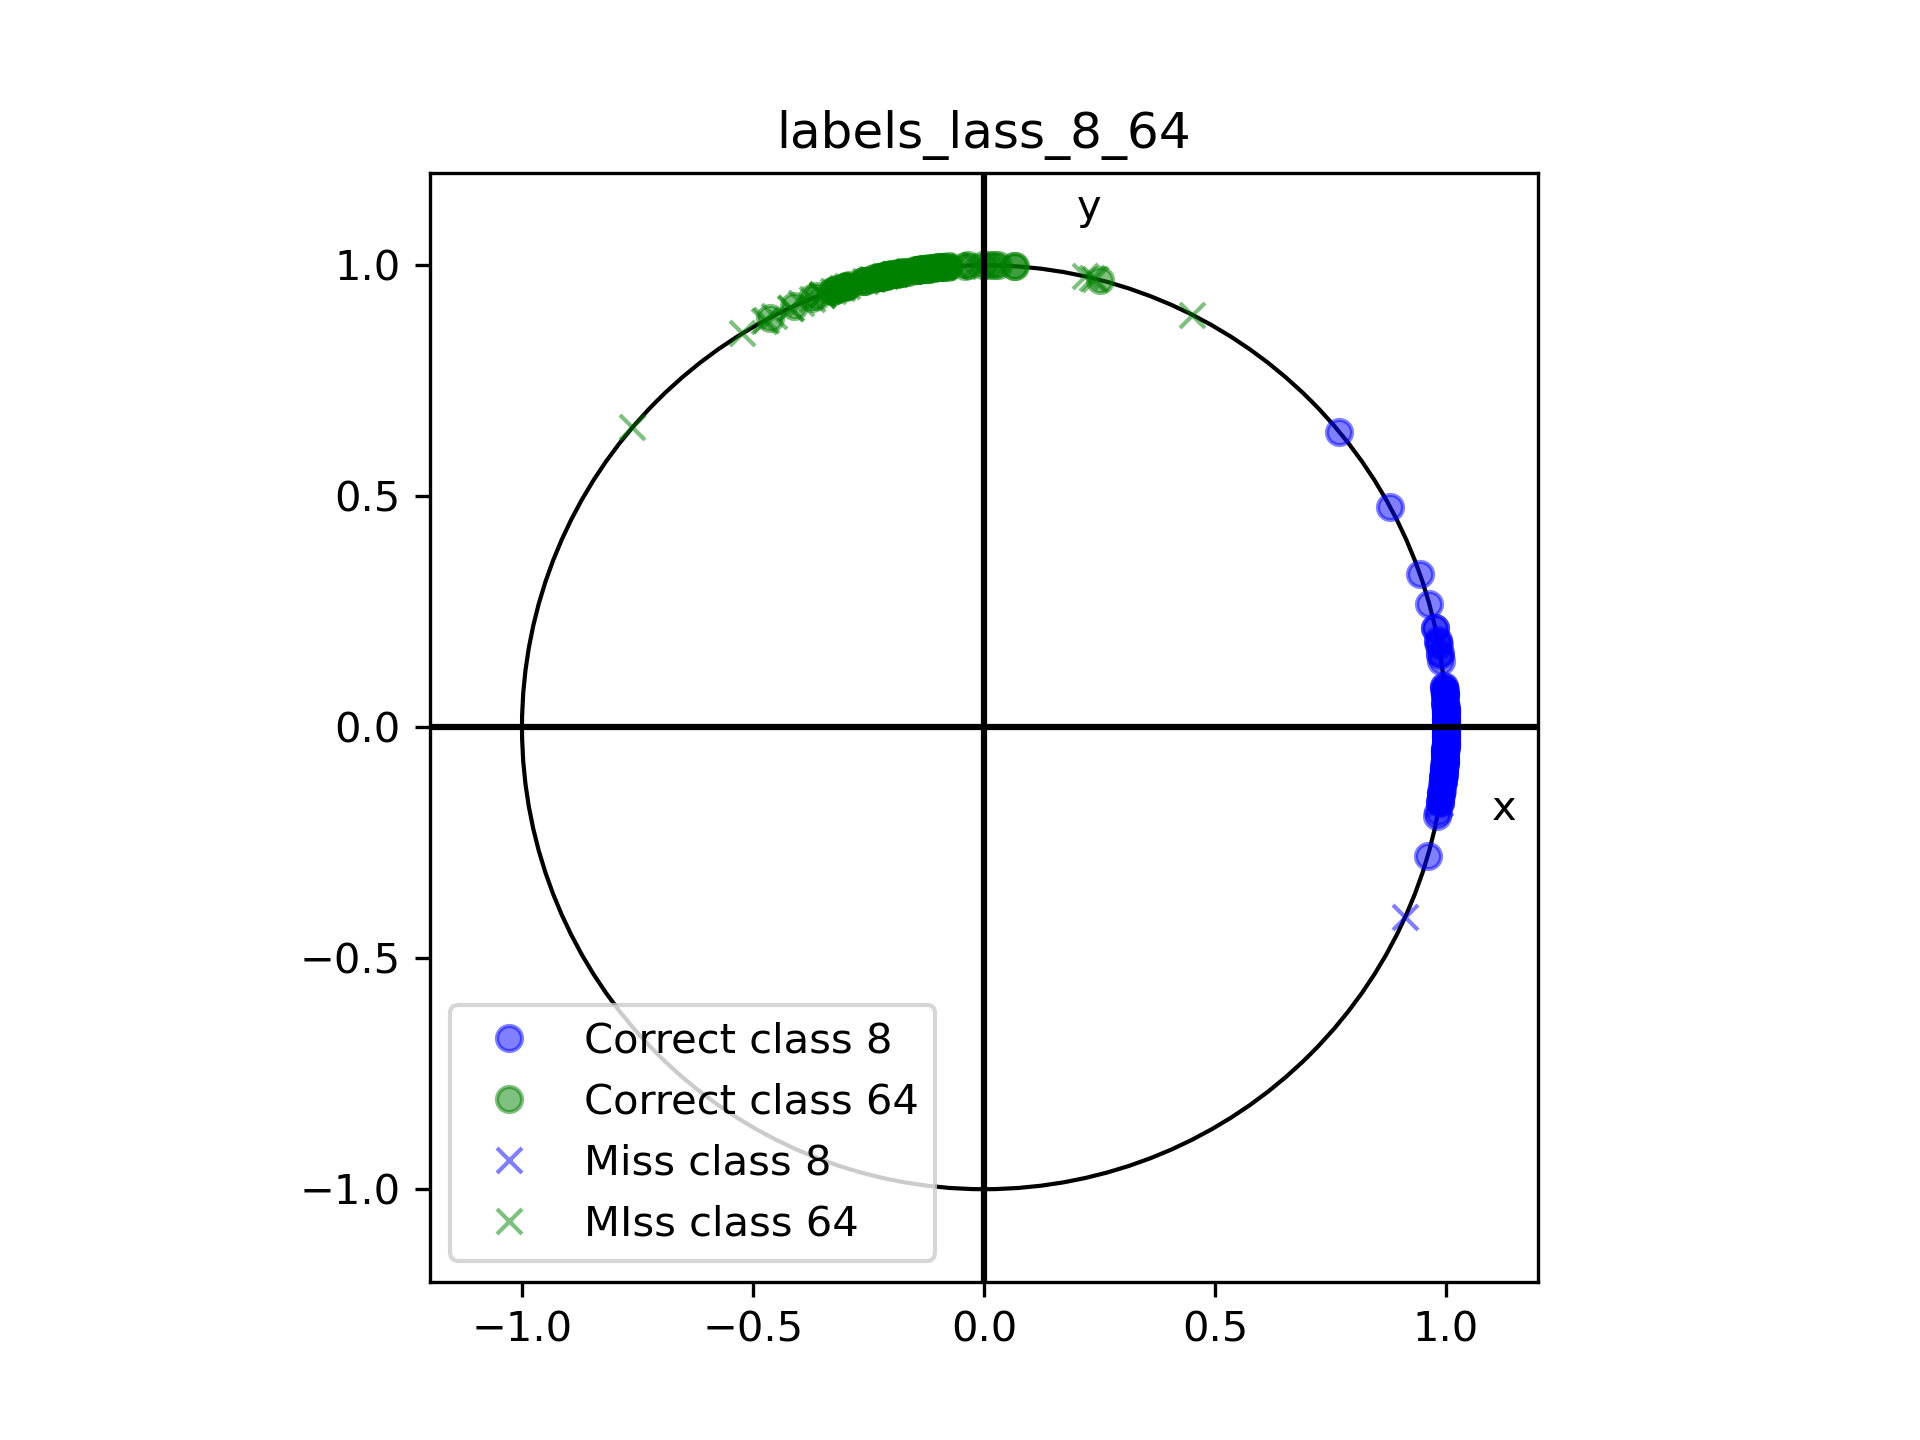 labels_lass_8_64
y
1.0
0.5
0.0
x
−0.5
−1.0
Correct class 8
Correct class 64
Miss class 8
MIss class 64
−1.0 −0.5 0.0 0.5 1.0